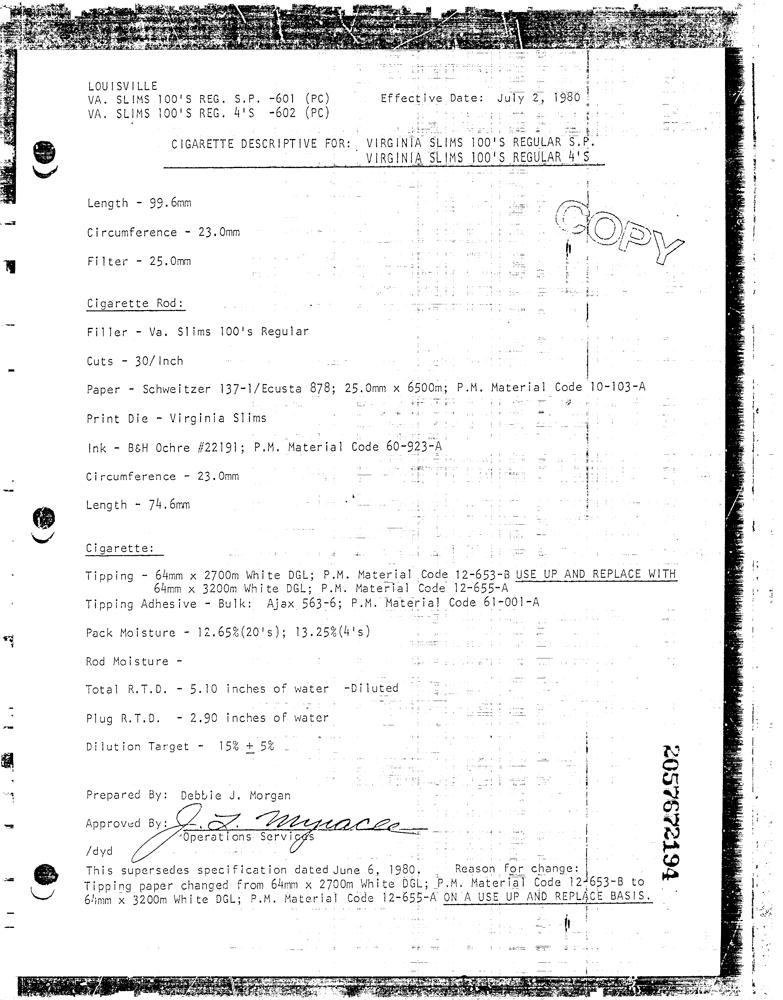 LOUISVILLE
VA. SLIMS 100'S REG. S.P. -601 (PC) Effective Date: July 2, 1980
VA. SLIMS 100'S REG. 4'S -602 (PC)
CIGARETTE DESCRIPTIVE FOR: VIRGINIA SLIMS 100'S REGULAR S.P.
VIRGINIA SLIMS 100'S REGULAR 4'S
Length - 99.6mm
COPY
Circumference - 23.0mm
Filter - 25.0mm
Cigarette Rod:
Filler - Va. Slims 100's Regular
Cuts - 30/Inch
Paper - Schweitzer 137-1/Ecusta 878; 25.0mm x 6500m; P.M. Material Code 10-103-A
Print Die - Virginia Slims
Ink - B&H Ochre #22191; P.M. Material Code 60-923-A
Circumference - 23.0mm
Length - 74.6mm
Cigarette:
Tipping - 64mm x 2700m White DGL; P.M. Material Code 12-653-B USE UP AND REPLACE WITH
64mm x 3200m White DGL; P.M. Material Code 12-655-A
Tipping Adhesive - Bulk: Ajax 563-6; P.M. Material Code 61-001-A
Pack Moisture - 12.65%(20's); 13.25%(4's)
Rod Moisture -
Total R.T.D. - 5.10 inches of water -Diluted
Plug R.T.D. - 2.90 inches of water
Dilution Target - 15% ± 5%
2057672194
Prepared By: Debbie J. Morgan
Approved By: J. L.
Operations Services
/dyd
This supersedes specification dated June 6, 1980. Reason for change:
Tipping paper changed from 64mm x 2700m White DGL; P.M. Material Code 12-653-B to
64mm x 3200m White DGL; P.M. Material Code 12-655-A ON A USE UP AND REPLACE BASIS.